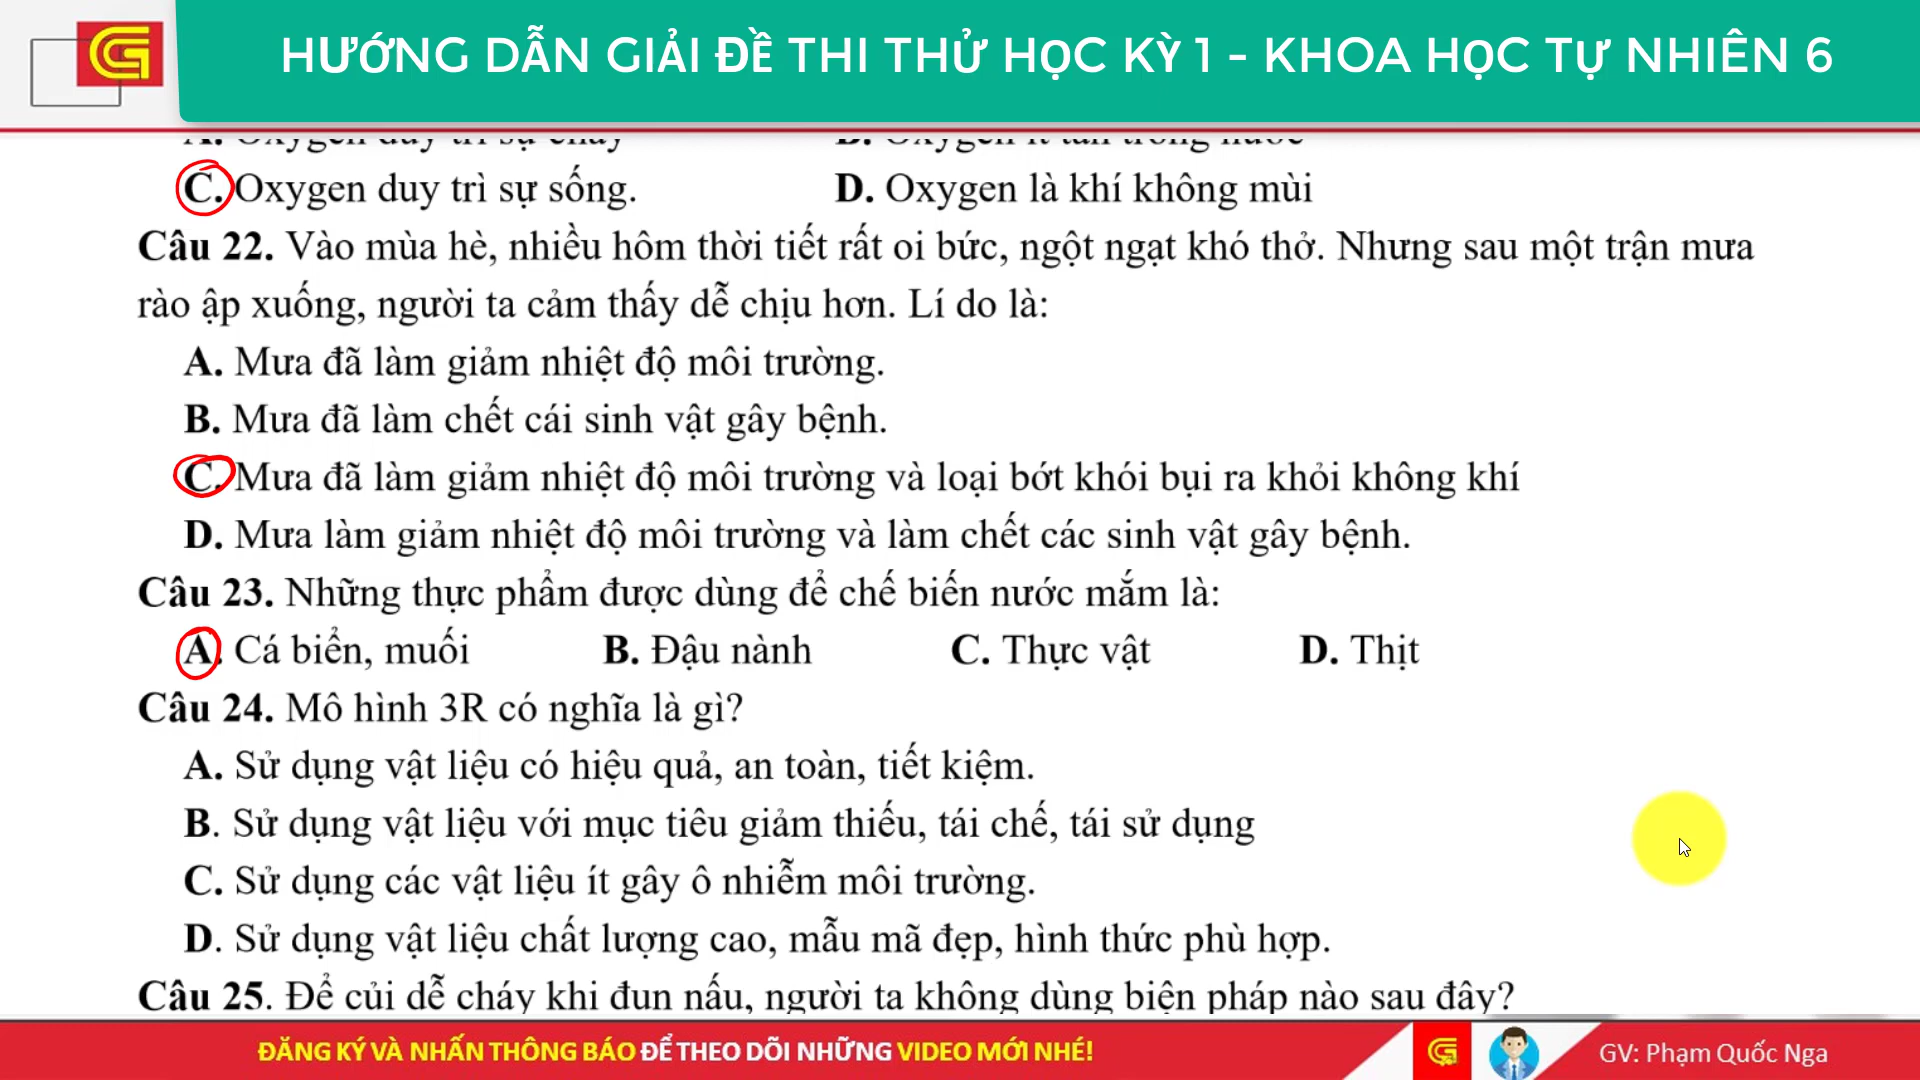 HƯỚNG DẪN GIẢI ĐỀ THI THỬ HỌC KỲ 1 - KHOA HỌC TỰ NHIÊN 6
A. Oxygen duy trì sự cháy B. Oxygen ít tan trong nước
C. Oxygen duy trì sự sống. D. Oxygen là khí không mùi
Câu 22. Vào mùa hè, nhiều hôm thời tiết rất oi bức, ngột ngạt khó thở. Nhưng sau một trận mưa
rào ập xuống, người ta cảm thấy dễ chịu hơn. Lí do là:
A. Mưa đã làm giảm nhiệt độ môi trường.
B. Mưa đã làm chết cái sinh vật gây bệnh.
C. Mưa đã làm giảm nhiệt độ môi trường và loại bớt khói bụi ra khỏi không khí
D. Mưa làm giảm nhiệt độ môi trường và làm chết các sinh vật gây bệnh.
Câu 23. Những thực phẩm được dùng để chế biến nước mắm là:
A. Cá biển, muối B. Đậu nành C. Thực vật D. Thịt
Câu 24. Mô hình 3R có nghĩa là gì?
A. Sử dụng vật liệu có hiệu quả, an toàn, tiết kiệm.
B. Sử dụng vật liệu với mục tiêu giảm thiếu, tái chế, tái sử dụng
C. Sử dụng các vật liệu ít gây ô nhiễm môi trường.
D. Sử dụng vật liệu chất lượng cao, mẫu mã đẹp, hình thức phù hợp.
Câu 25. Để củi dễ cháy khi đun nấu, người ta không dùng biện pháp nào sau đây?
ĐĂNG KÝ VÀ NHẤN THÔNG BÁO ĐỂ THEO DÕI NHỮNG VIDEO MỚI NHÉ!
GV: Phạm Quốc Nga